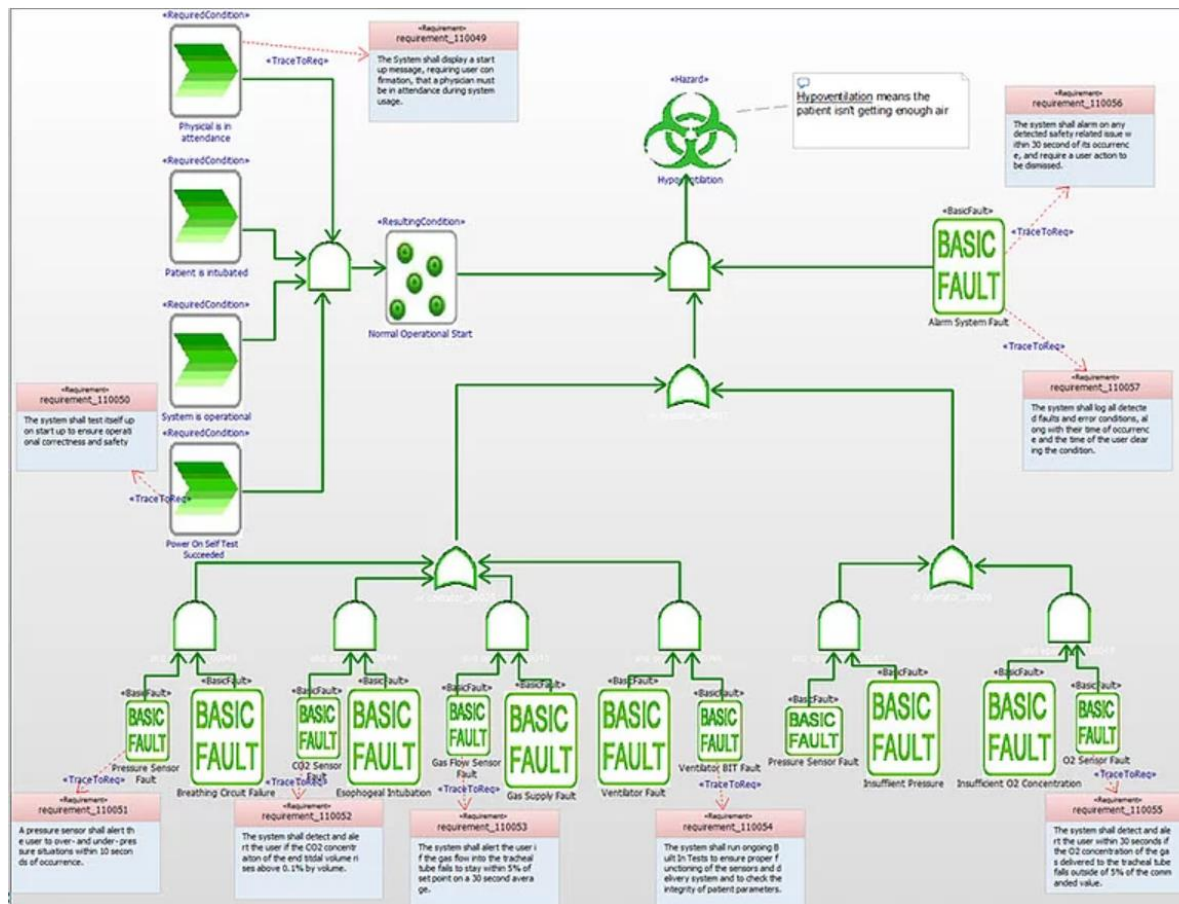 «RequiredCondition»
Physicial is in
attendance
«TraceToReq»
«Requirement»
requirement_110049
The System shall display a start
up message, requiring user con
firmation, that a physician must
be in attendance during system
usage.
«Hazard»
Hypoventilation
Hypoventilation means the
patient isn't getting enough air
«Requirement»
requirement_110056
The system shall alarm on any
detected safety related issue w
ithin 30 second of its occurrenc
e, and require a user action to
be dismissed.
«RequiredCondition»
Patient is intubated
«ResultingCondition»
Normal Operational Start
«BasicFault»
BASIC
FAULT
Alarm System Fault
«TraceToReq»
«TraceToReq»
«RequiredCondition»
System is operational
«Requirement»
requirement_110050
The system shall test itself up
on start up to ensure operati
onal correctness and safety
«Requirement»
requirement_110057
The system shall log all detecte
d faults and error conditions, al
ong with their time of occurrenc
e and the time of the user clear
ing the condition.
«RequiredCondition»
«TraceToReq»
Power On Self Test
Succeeded
«BasicFault»
BASIC
FAULT
Pressure Sensor
Fault
«BasicFault»
BASIC
FAULT
Breathing Circuit Failure
«BasicFault»
BASIC
FAULT
CO2 Sensor
Fault
«BasicFault»
BASIC
FAULT
Esophogeal Intubation
«BasicFault»
BASIC
FAULT
Gas Flow Sensor
Fault
«BasicFault»
BASIC
FAULT
Gas Supply Fault
«BasicFault»
BASIC
FAULT
Ventilator Fault
«BasicFault»
BASIC
FAULT
Ventilator BIT Fault
«BasicFault»
BASIC
FAULT
Pressure Sensor Fault
«BasicFault»
BASIC
FAULT
Insuffient Pressure
«BasicFault»
BASIC
FAULT
Insufficient O2 Concentration
«BasicFault»
BASIC
FAULT
O2 Sensor Fault
«TraceToReq»
«TraceToReq»
«TraceToReq»
«TraceToReq»
«TraceToReq»
«Requirement»
requirement_110051
A pressure sensor shall alert th
e user to over- and under- pres
sure situations within 10 secon
ds of occurrence.
«Requirement»
requirement_110052
The system shall detect and ale
rt the user if the CO2 concentr
aiton of the end titdal volume ri
ses above 0.1% by volume.
«Requirement»
requirement_110053
The system shall alert the user i
f the gas flow into the tracheal
tube fails to stay within 5% of
set point on a 30 second avera
ge.
«Requirement»
requirement_110054
The system shall run ongoing B
uilt In Tests to ensure proper f
unctioning of the sensors and d
elivery system and to check the
integrity of patient parameters.
«Requirement»
requirement_110055
The system shall detect and ale
rt the user within 30 seconds if
the O2 concentration of the ga
s delivered to the tracheal tube
falls outside of 5% of the comm
anded value.